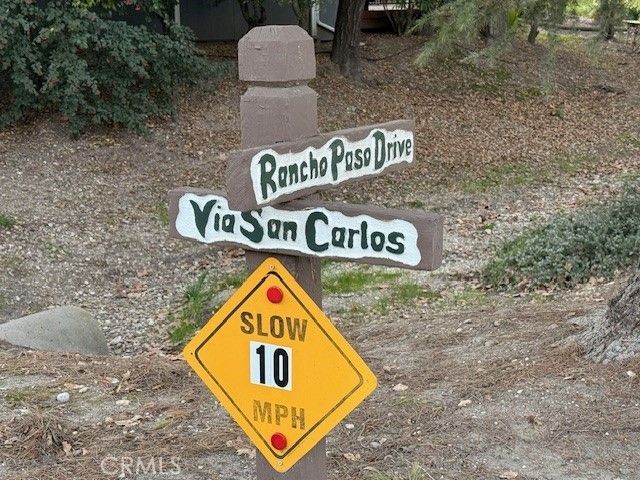 Rancho Paso Drive
Via San Carlos
SLOW
10
MPH
CRMLS